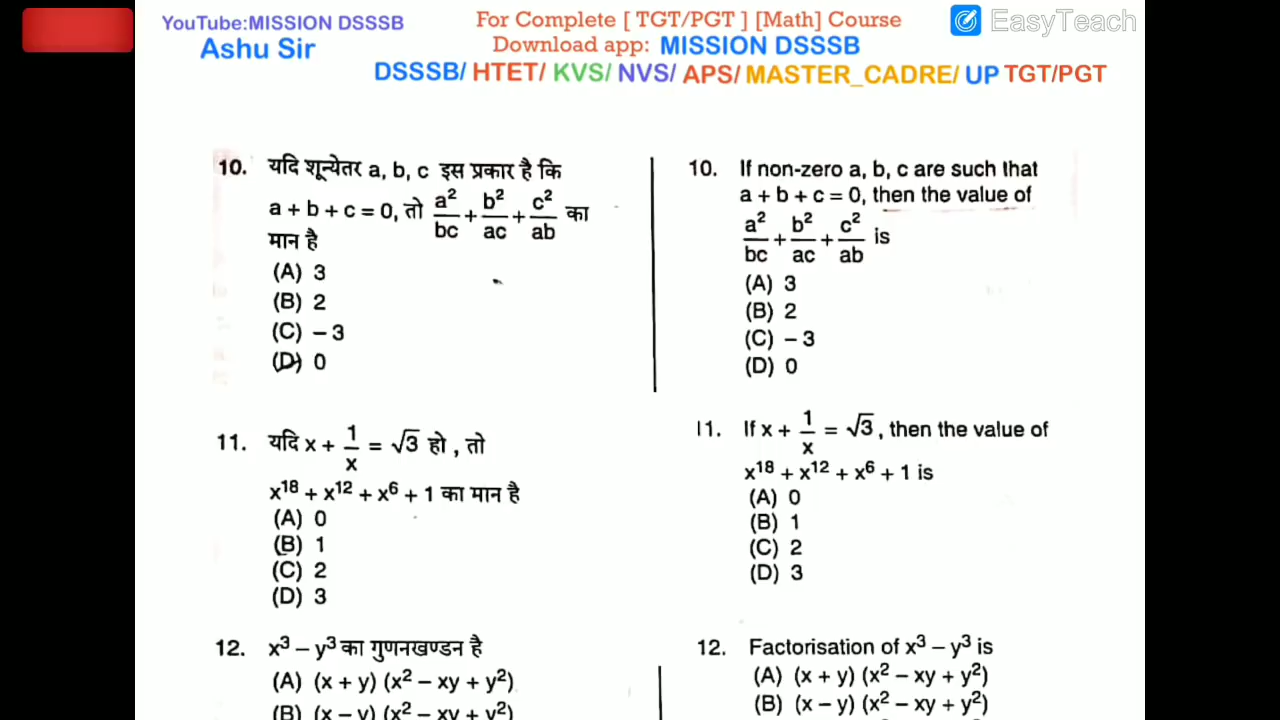 YouTube:MISSION DSSSB
Ashu Sir
For Complete [ TGT/PGT ] [Math] Course
Download app: MISSION DSSSB
DSSSB/ HTET/ KVS/ NVS/ APS/ MASTER_CADRE/ UP TGT/PGT
EasyTeach
10. यदि शून्येतर a, b, c इस प्रकार है कि
a + b + c = 0, तो a²/bc + b²/ac + c²/ab का
मान है
(A) 3
(B) 2
(C) – 3
(D) 0
11. यदि x + 1/x = √3 हो , तो
x¹⁸ + x¹² + x⁶ + 1 का मान है
(A) 0
(B) 1
(C) 2
(D) 3
12. x³ – y³ का गुणनखण्डन है
(A) (x + y) (x² – xy + y²)
(B) (x – y) (x² – xy + y²)
10. If non-zero a, b, c are such that
a + b + c = 0, then the value of
a²/bc + b²/ac + c²/ab is
(A) 3
(B) 2
(C) – 3
(D) 0
11. If x + 1/x = √3 , then the value of
x¹⁸ + x¹² + x⁶ + 1 is
(A) 0
(B) 1
(C) 2
(D) 3
12. Factorisation of x³ – y³ is
(A) (x + y) (x² – xy + y²)
(B) (x – y) (x² – xy + y²)